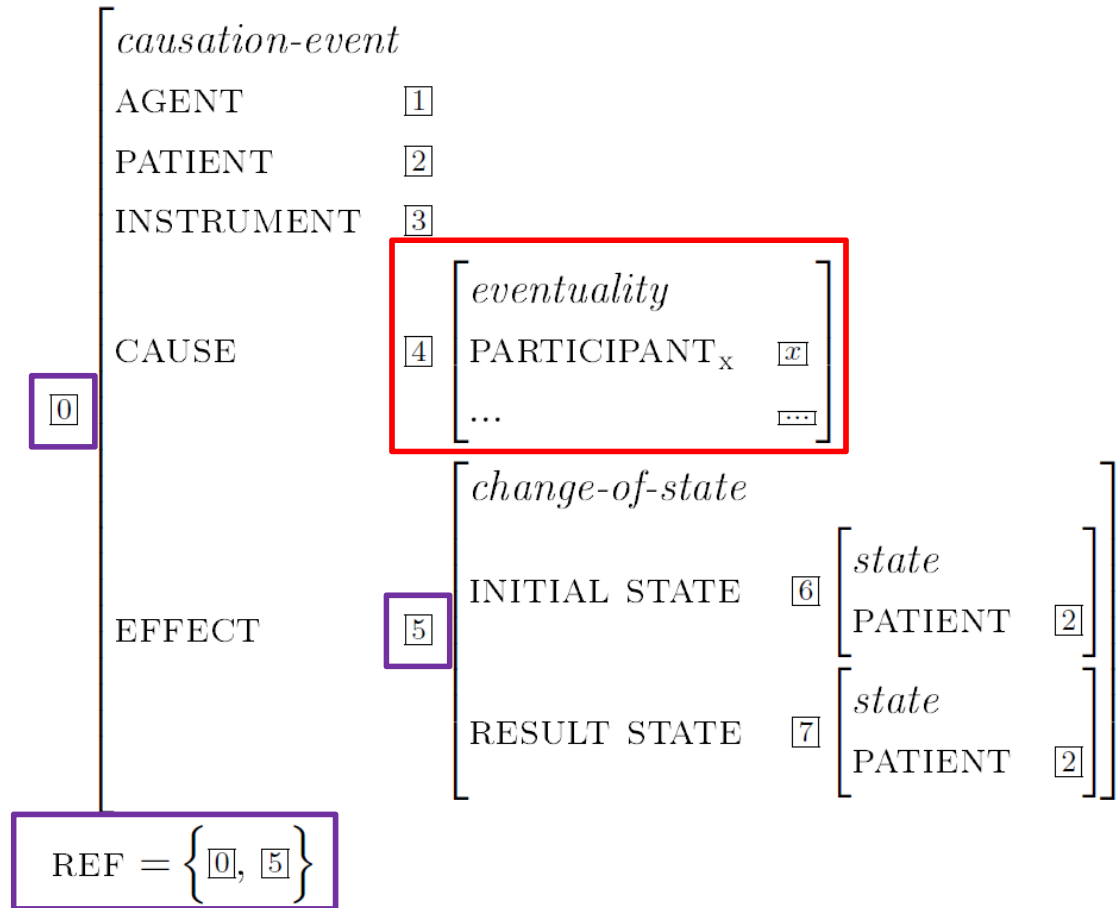 causation-event
AGENT 1
PATIENT 2
INSTRUMENT 3
eventuality
CAUSE 4 PARTICIPANTx x
... ...
0
change-of-state
state
INITIAL STATE 6
PATIENT 2
EFFECT 5
state
RESULT STATE 7
PATIENT 2
REF = {0, 5}